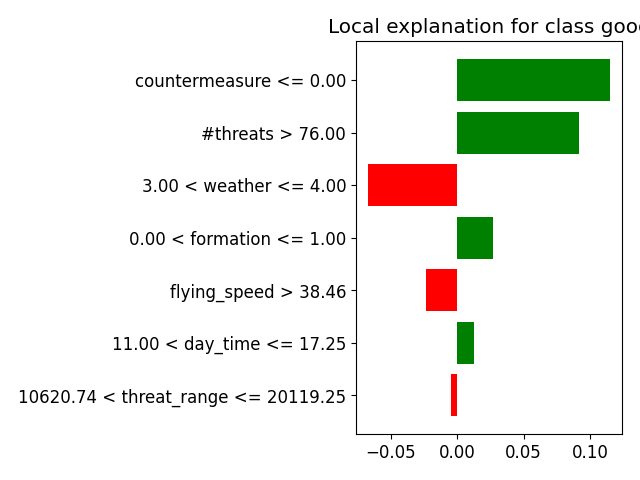 Local explanation for class goo
countermeasure <= 0.00
#threats > 76.00
3.00 < weather <= 4.00
0.00 < formation <= 1.00
flying_speed > 38.46
11.00 < day_time <= 17.25
10620.74 < threat_range <= 20119.25
−0.05 0.00 0.05 0.10